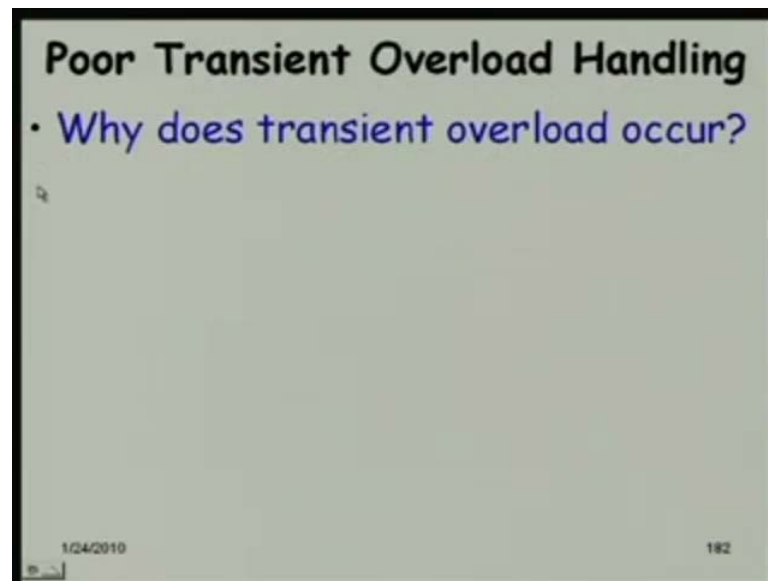 Poor Transient Overload Handling
• Why does transient overload occur?
1/24/2010
182